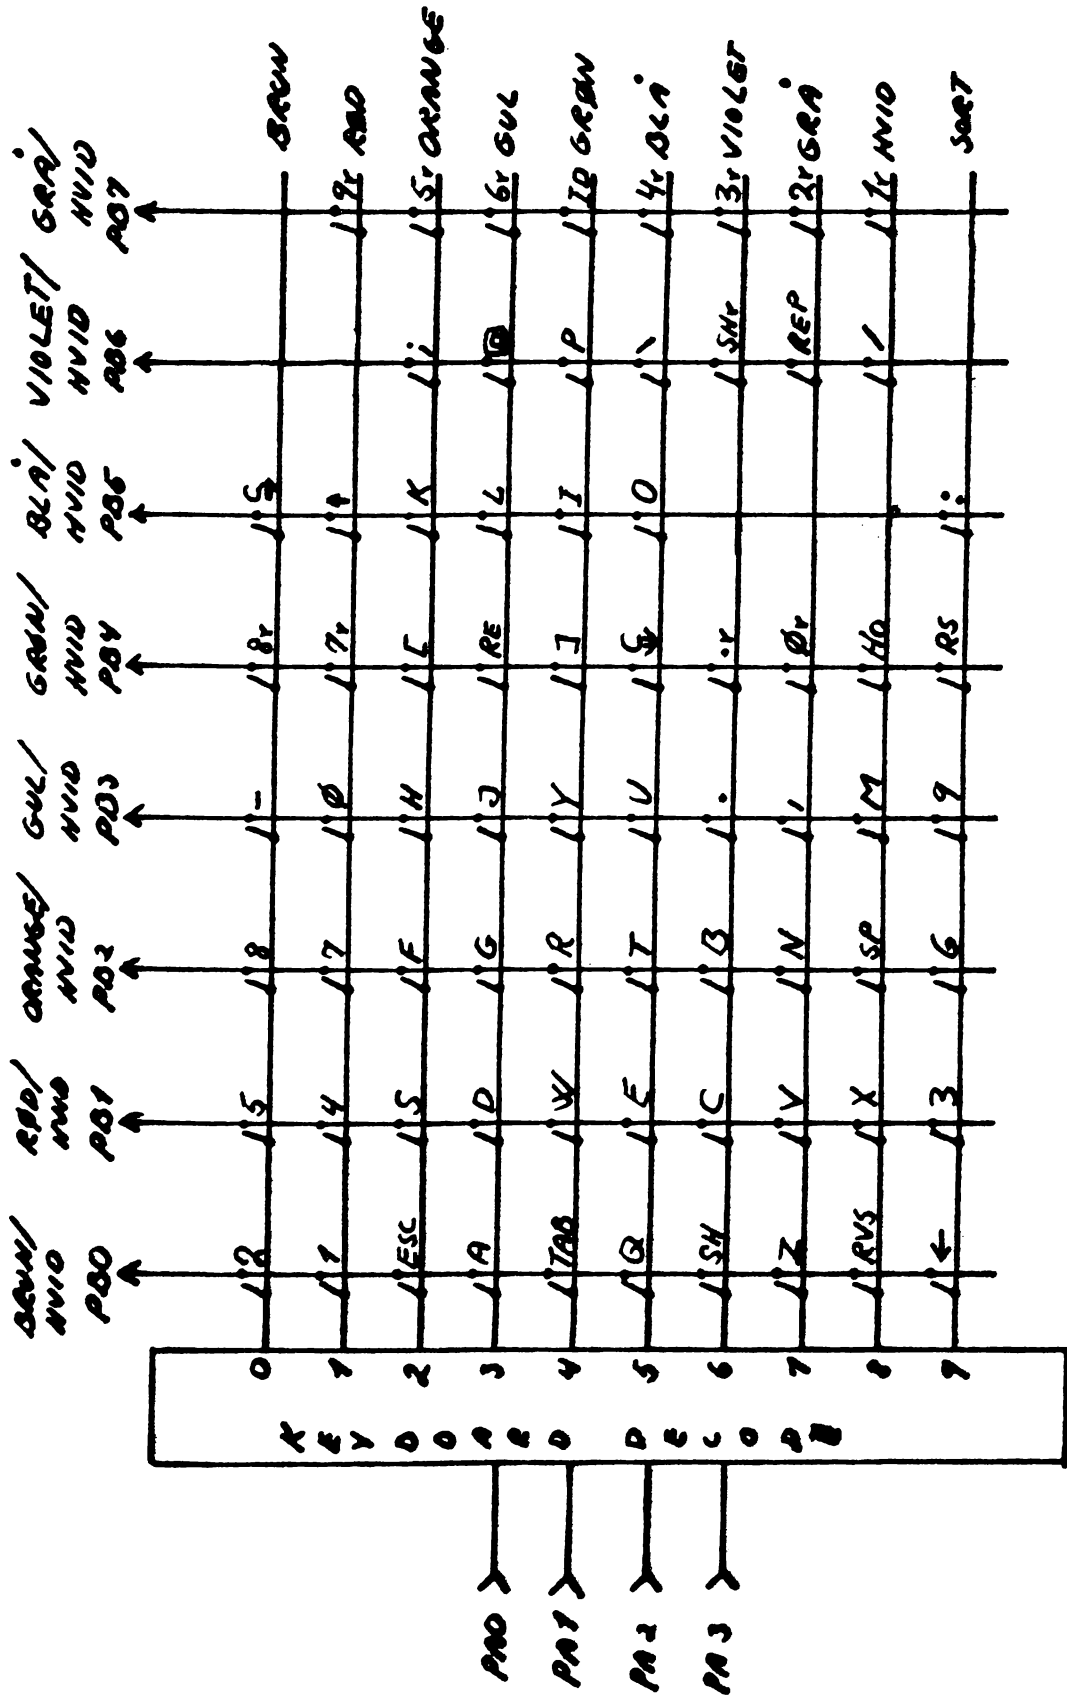 BRUN/ RØD/ ORANGE/ GUL/ GRØN/ BLÅ/ VIOLET/ GRÅ/
HVID HVID HVID HVID HVID HVID HVID HVID
PB0 PB1 PB2 PB3 PB4 PB5 PB6 PB7
0 2 5 8 - 8r BRUN
1 1 4 7 Ø 7r → 9r RØD
2 ESC S F H [ K ; 5r ORANGE
3 A D G J RE L @ 6r GUL
4 TAB W R Y ] I P ID GRØN
5 Q E T U O / 4r BLÅ
6 SH C B . .r SHr 3r VIOLET
7 Z V N , Ør REP 2r GRÅ
8 RVS X SP M Ho \ 1r HVID
9 ↑ 3 6 9 RS : SORT
KEYBOARD DECODE
PA0
PA1
PA2
PA3